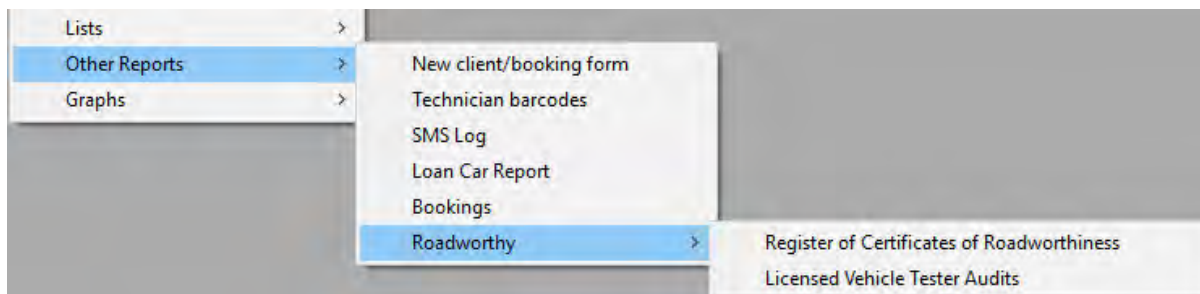 Lists
Other Reports
Graphs
New client/booking form
Technician barcodes
SMS Log
Loan Car Report
Bookings
Roadworthy
Register of Certificates of Roadworthiness
Licensed Vehicle Tester Audits